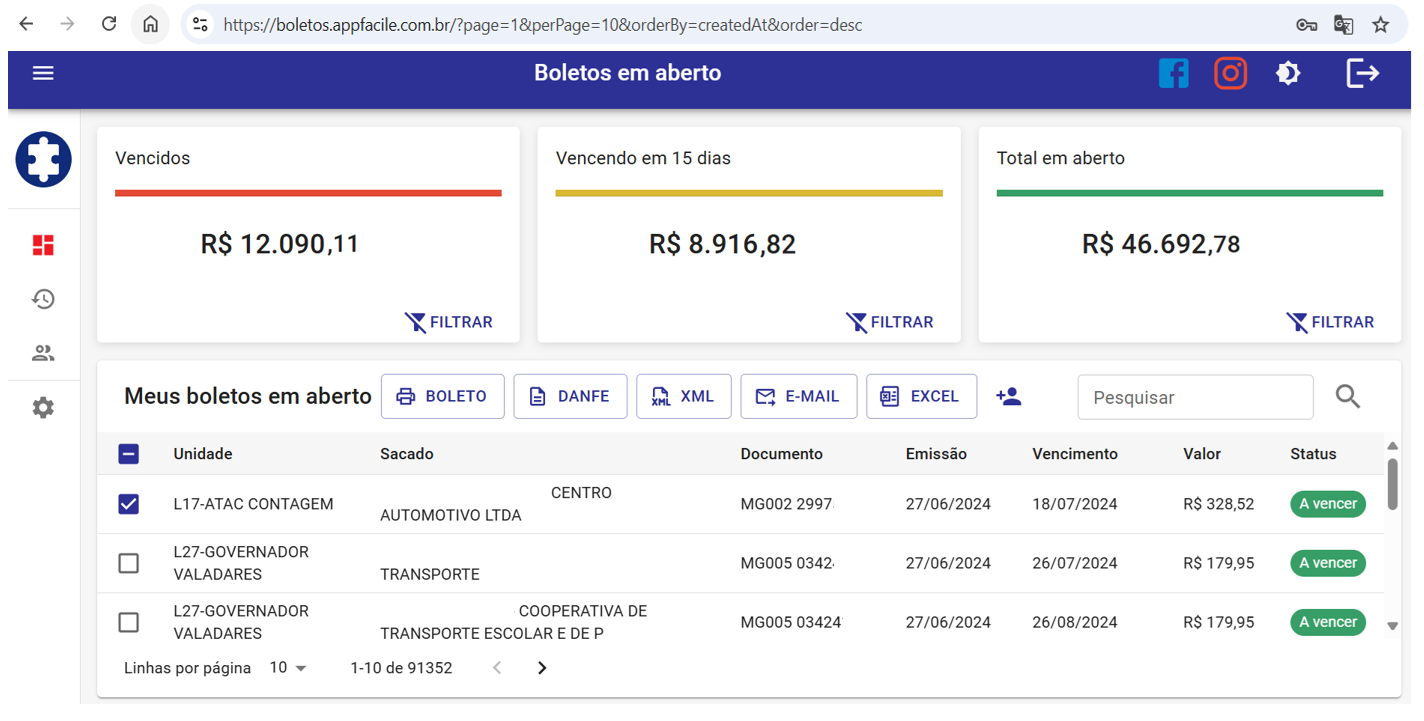 https://boletos.appfacile.com.br/?page=1&perPage=10&orderBy=createdAt&order=desc
Boletos em aberto
Vencidos
R$ 12.090,11
FILTRAR
Vencendo em 15 dias
R$ 8.916,82
FILTRAR
Total em aberto
R$ 46.692,78
FILTRAR
Meus boletos em aberto BOLETO DANFE XML E-MAIL EXCEL Pesquisar
Unidade Sacado Documento Emissão Vencimento Valor Status
L17-ATAC CONTAGEM CENTRO
AUTOMOTIVO LTDA MG002 2997 27/06/2024 18/07/2024 R$ 328,52 A vencer
L27-GOVERNADOR
VALADARES TRANSPORTE MG005 0342 27/06/2024 26/07/2024 R$ 179,95 A vencer
L27-GOVERNADOR COOPERATIVA DE
VALADARES TRANSPORTE ESCOLAR E DE P MG005 03424 27/06/2024 26/08/2024 R$ 179,95 A vencer
Linhas por página 10 1-10 de 91352